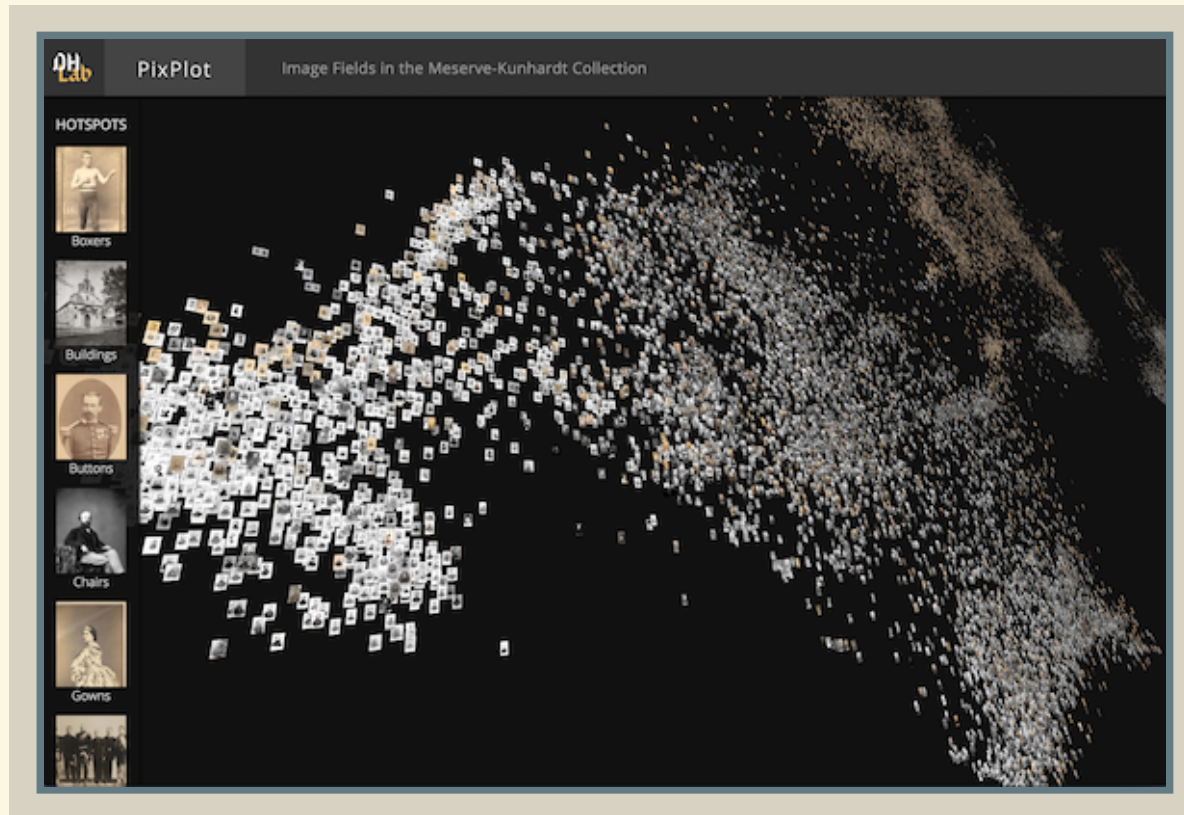 DH
Lab
PixPlot
Image Fields in the Meserve-Kunhardt Collection
HOTSPOTS
Boxers
Buildings
Buttons
Chairs
Gowns